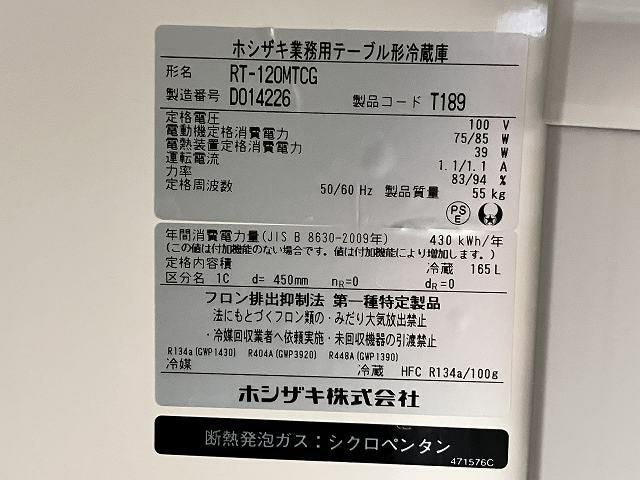 ホシザキ業務用テーブル形冷蔵庫
形名 RT-120MTCG
製造番号 D014226 製品コード T189
定格電圧 100 V
電動機定格消費電力 75/85 W
電熱装置定格消費電力 39 W
運転電流 1.1/1.1 A
力率 83/94 %
定格周波数 50/60 Hz 製品質量 55 kg
PS
E
年間消費電力量(JIS B 8630-2009年) 430 kWh/年
(この値は付加機能のない場合です。値は付加機能により増加します。)
定格内容積 冷蔵 165 L
区分名 1C d= 450mm nR=0 dR=0
フロン排出抑制法 第一種特定製品
法にもとづくフロン類の・みだり大気放出禁止
・冷媒回収業者へ依頼実施・未回収機器の引渡禁止
R134a(GWP1430) R404A(GWP3920) R448A(GWP1390)
冷媒 冷蔵 HFC R134a/100g
ホシザキ株式会社
断熱発泡ガス：シクロペンタン
471576C